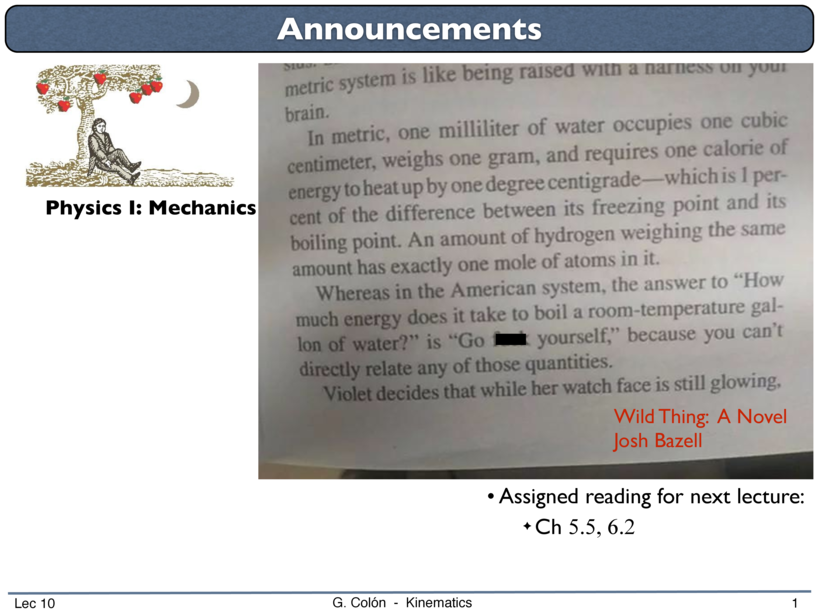 Announcements
Physics I: Mechanics
metric system is like being raised with a harness on your
brain.
In metric, one milliliter of water occupies one cubic
centimeter, weighs one gram, and requires one calorie of
energy to heat up by one degree centigrade—which is 1 per-
cent of the difference between its freezing point and its
boiling point. An amount of hydrogen weighing the same
amount has exactly one mole of atoms in it.
Whereas in the American system, the answer to “How
much energy does it take to boil a room-temperature gal-
lon of water?” is “Go yourself,” because you can’t
directly relate any of those quantities.
Violet decides that while her watch face is still glowing,
Wild Thing: A Novel
Josh Bazell
• Assigned reading for next lecture:
✦ Ch 5.5, 6.2
Lec 10
G. Colón - Kinematics
1